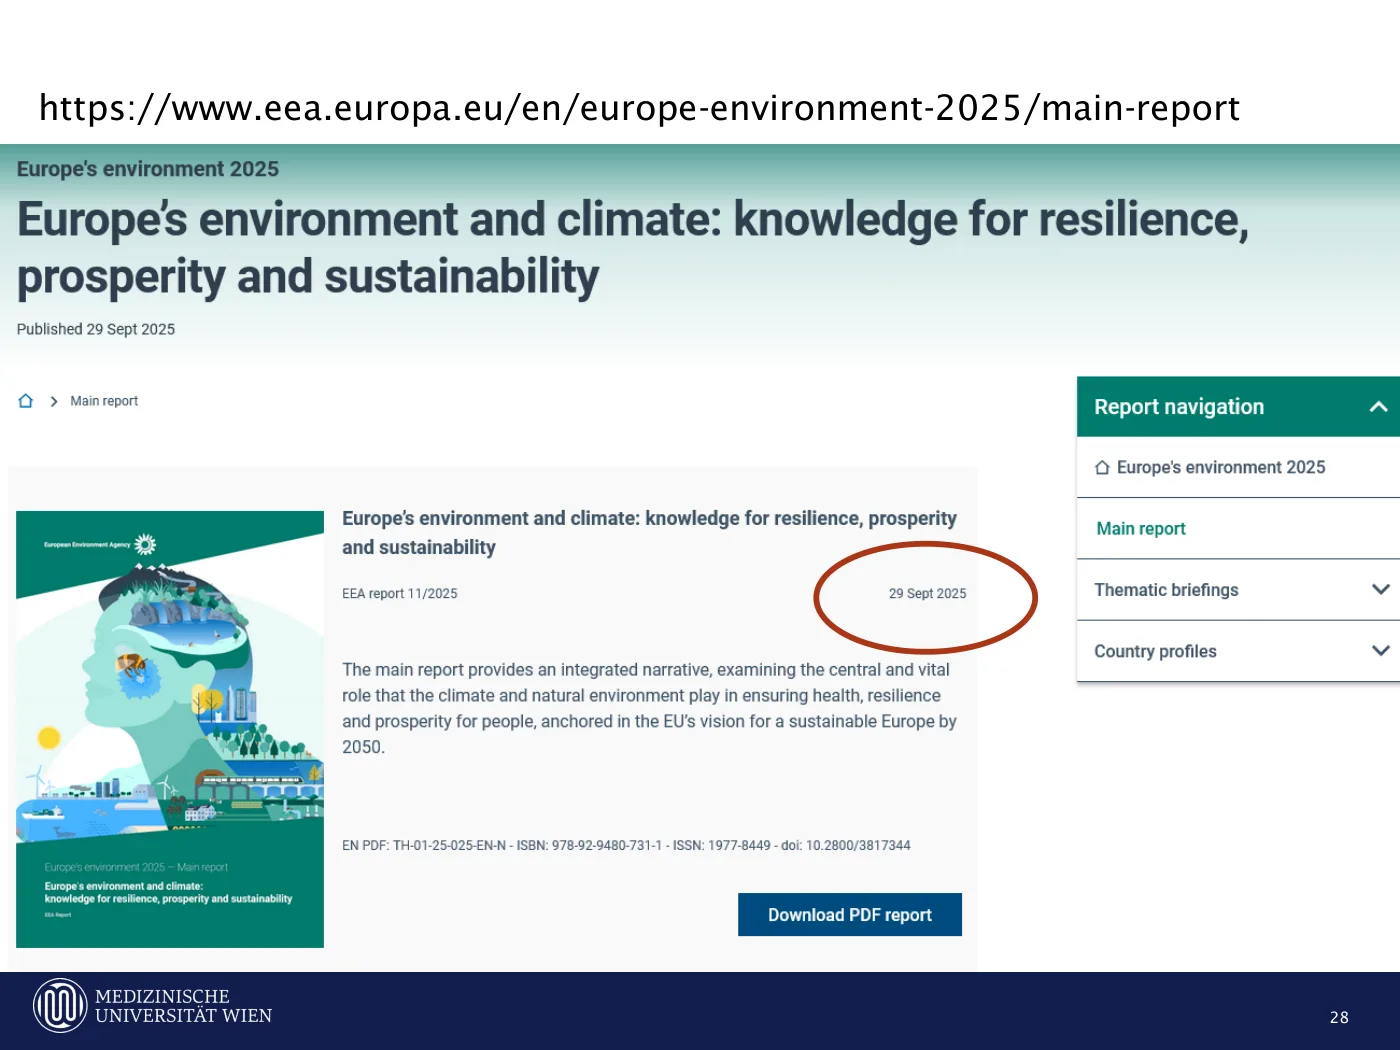 https://www.eea.europa.eu/en/europe-environment-2025/main-report
Europe's environment 2025
Europe’s environment and climate: knowledge for resilience,
prosperity and sustainability
Published 29 Sept 2025
Main report
Report navigation
Europe's environment 2025
Main report
Thematic briefings
Country profiles
European Environment Agency
Europe's environment 2025 – Main report
Europe's environment and climate:
knowledge for resilience, prosperity and sustainability
EEA Report
Europe’s environment and climate: knowledge for resilience, prosperity
and sustainability
EEA report 11/2025
29 Sept 2025
The main report provides an integrated narrative, examining the central and vital
role that the climate and natural environment play in ensuring health, resilience
and prosperity for people, anchored in the EU’s vision for a sustainable Europe by
2050.
EN PDF: TH-01-25-025-EN-N - ISBN: 978-92-9480-731-1 - ISSN: 1977-8449 - doi: 10.2800/3817344
Download PDF report
MEDIZINISCHE
UNIVERSITÄT WIEN
28